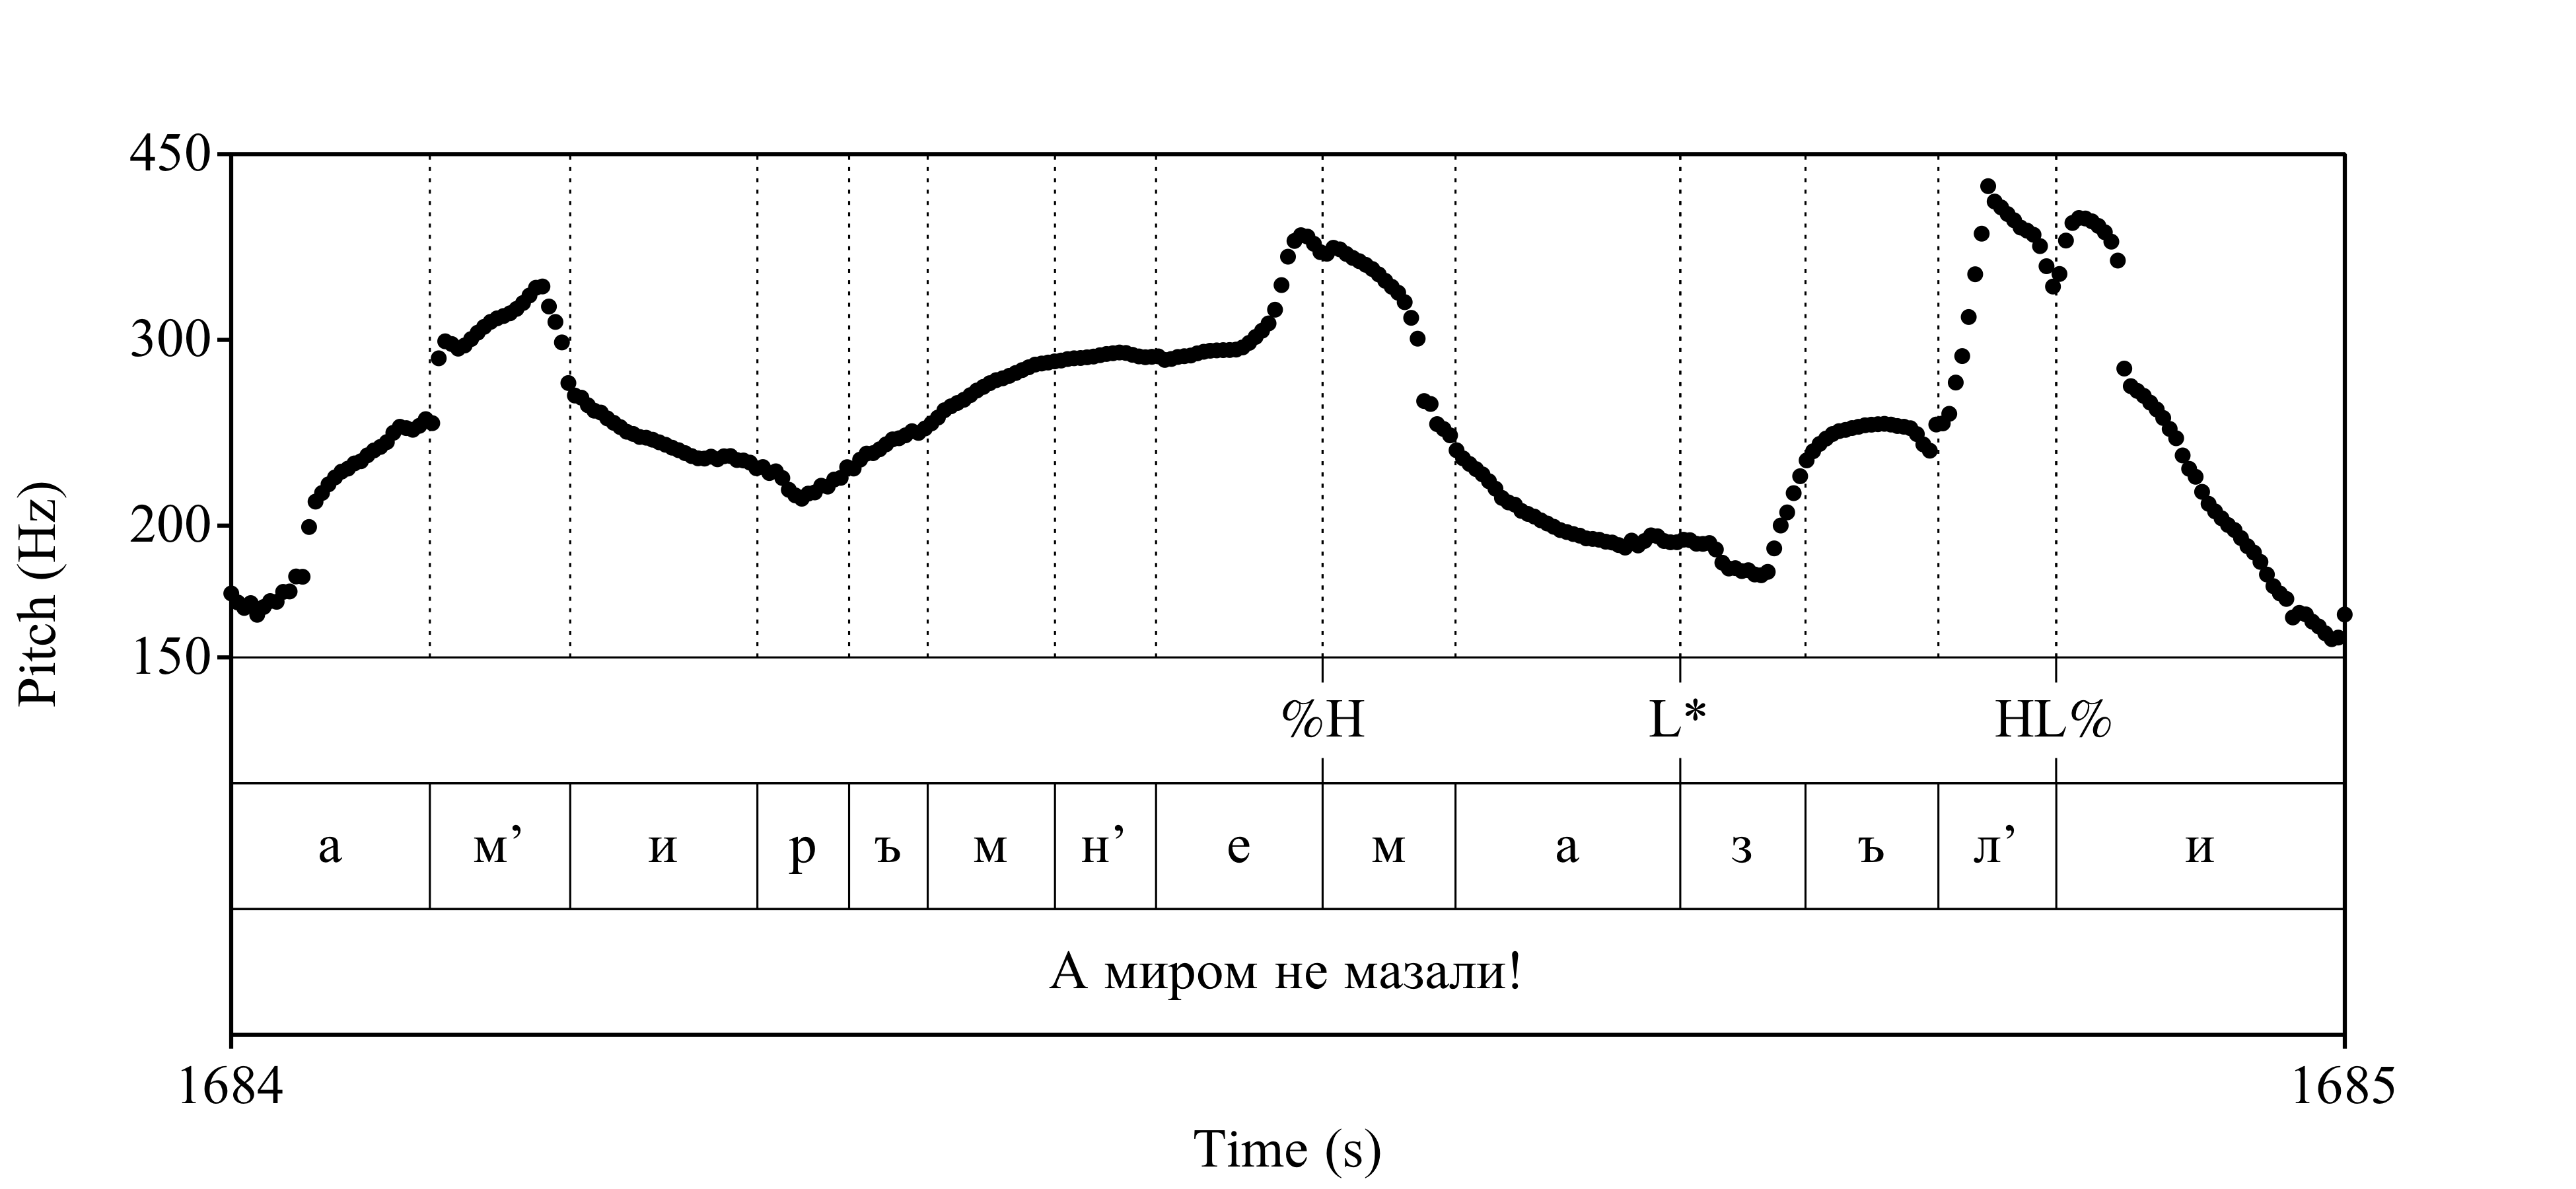 450
300
200
150
Pitch (Hz)
%H L* HL%
а м’ и р ъ м н’ е м а з ъ л’ и
А миром не мазали!
1684 1685
Time (s)